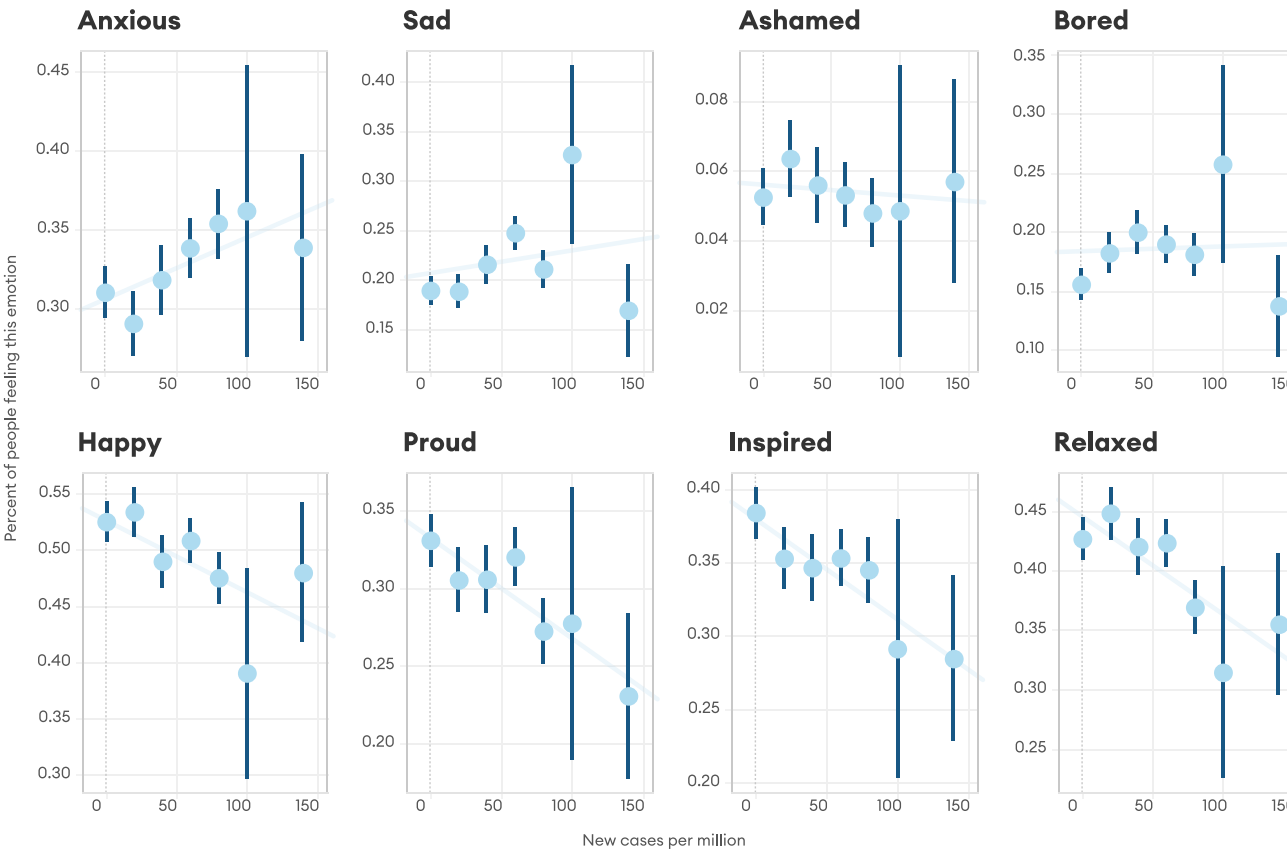 Anxious Sad Ashamed Bored
0.45 0.40 0.08 0.35
0.40 0.35 0.06 0.30
0.35 0.30 0.04 0.25
0.30 0.25 0.02 0.20
0.20 0.15
0.15 0.10
0 50 100 150 0 50 100 150 0 50 100 150 0 50 100 15
Happy Proud Inspired Relaxed
0.55 0.35 0.40 0.45
0.50 0.30 0.35 0.40
0.45 0.25 0.30 0.35
0.40 0.20 0.25 0.30
0.35 0.20 0.25
0.30
0 50 100 150 0 50 100 150 0 50 100 150 0 50 100 15
Percent of people feeling this emotion
New cases per million